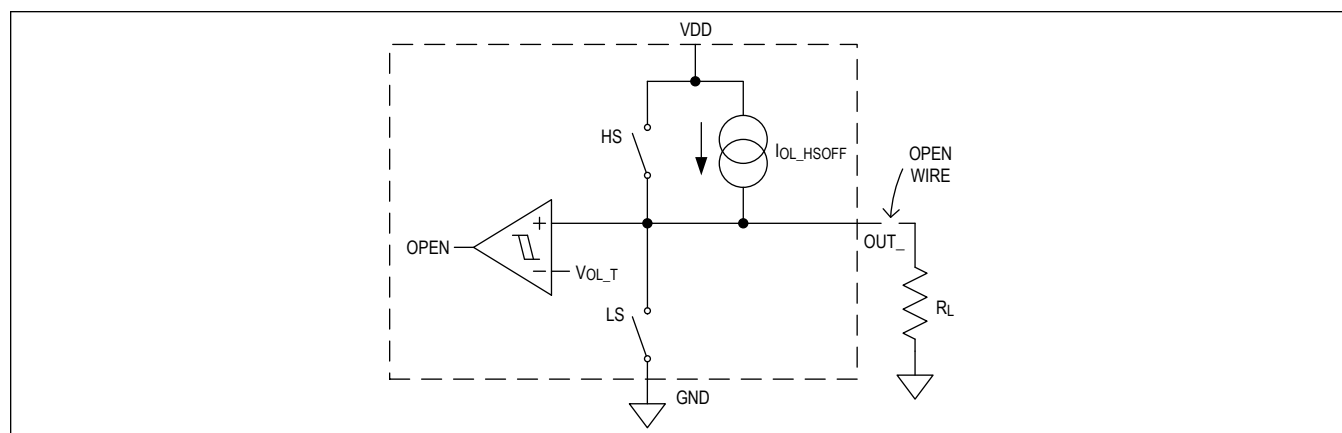 VDD
HS
IOL_HSOFF
OPEN
WIRE
OPEN
+
−
VOL_T
OUT_
LS
RL
GND